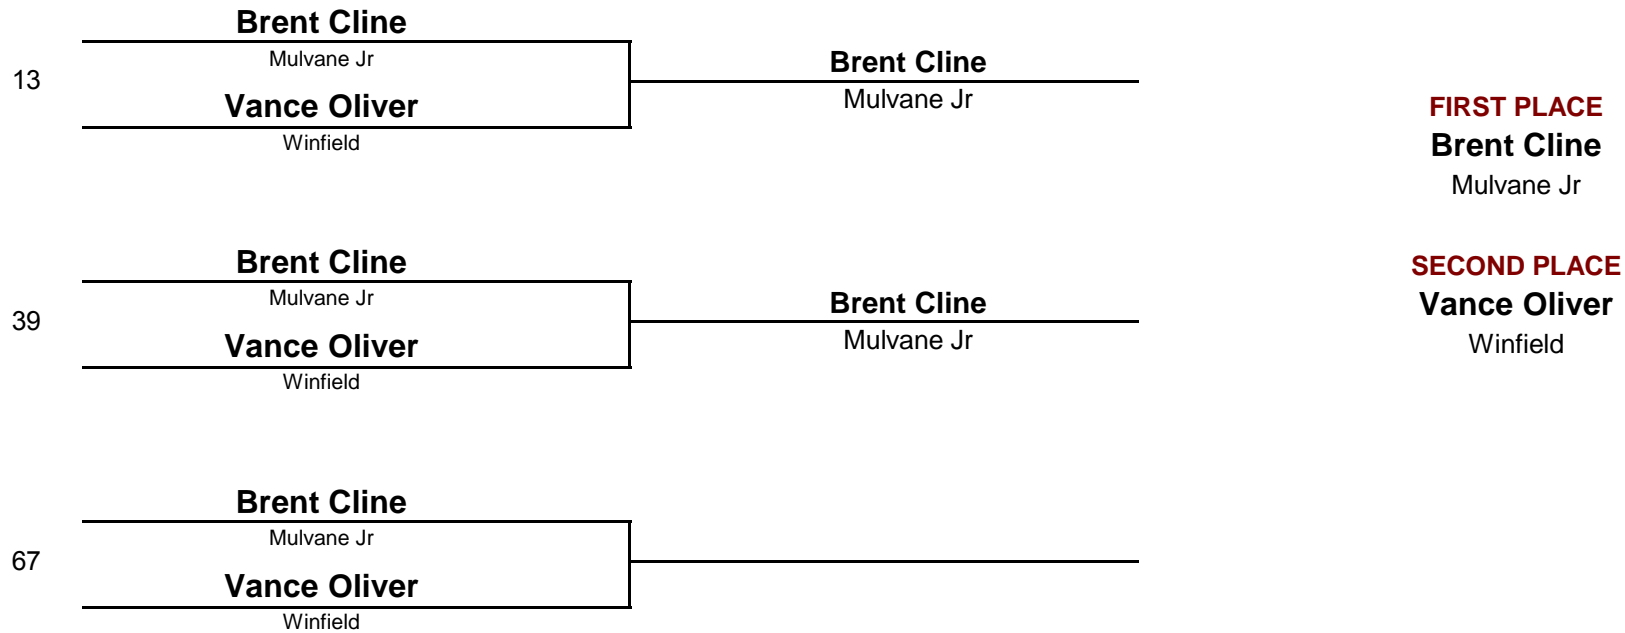 Brent Cline
Mulvane Jr
13
Vance Oliver
Winfield
Brent Cline
Mulvane Jr
FIRST PLACE
Brent Cline
Mulvane Jr
Brent Cline
Mulvane Jr
39
Vance Oliver
Winfield
Brent Cline
Mulvane Jr
SECOND PLACE
Vance Oliver
Winfield
Brent Cline
Mulvane Jr
67
Vance Oliver
Winfield